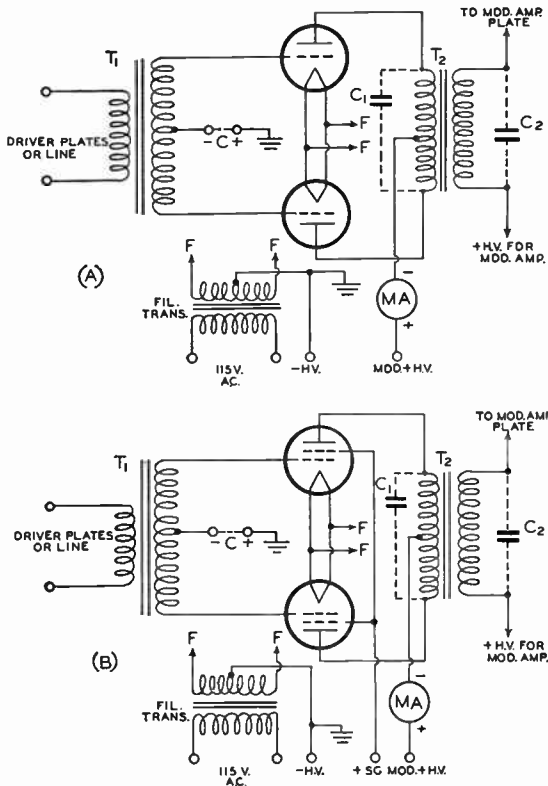 TO MOD. AMP.
PLATE
T1
T2
C1
C2
DRIVER PLATES
OR LINE
- C +
F
F
+ H.V. FOR
MOD. AMP.
(A)
F
F
-
MA
+
FIL.
TRANS.
115 V.
A.C.
-H.V.
MOD.+H.V.
TO MOD. AMP.
PLATE
T1
T2
C1
C2
DRIVER PLATES
OR LINE
- C +
F
F
+ H.V. FOR
MOD. AMP.
(B)
F
F
-
MA
+
FIL.
TRANS.
115 V.
A.C.
-H.V.
+ SG
MOD.+H.V.